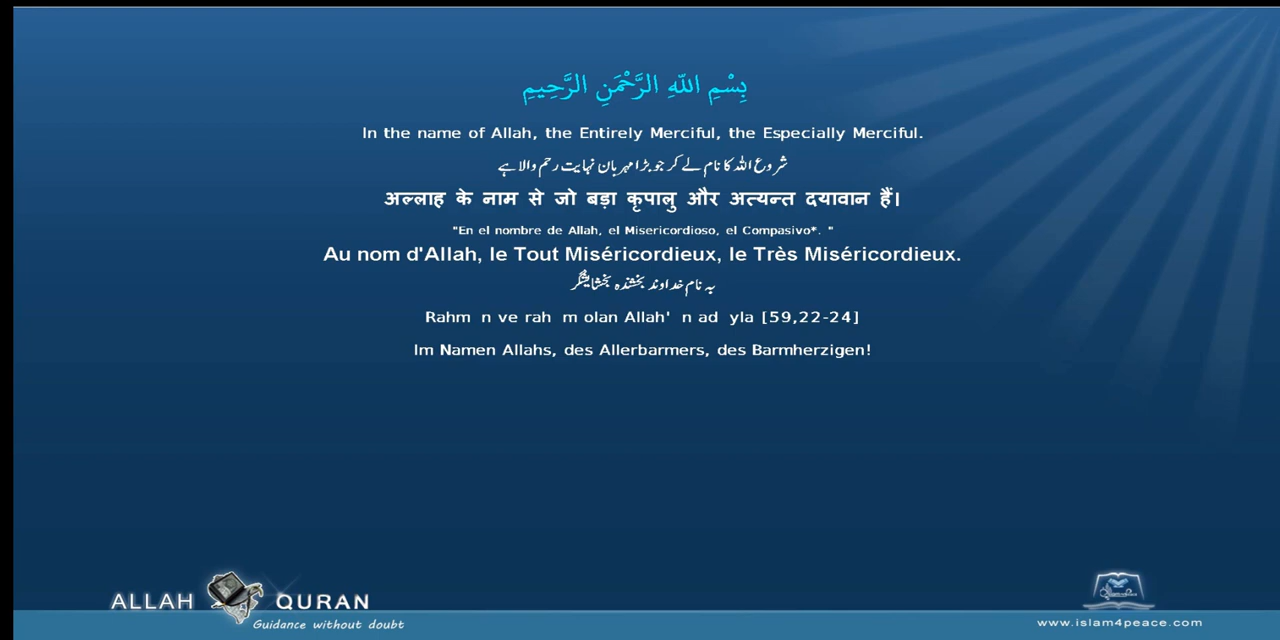 بِسْمِ اللّهِ الرَّحْمَنِ الرَّحِيمِ
In the name of Allah, the Entirely Merciful, the Especially Merciful.
شروع الله کا نام لے کر جو بڑا مہربان نہایت رحم والا ہے
अल्लाह के नाम से जो बड़ा कृपालु और अत्यन्त दयावान हैं।
"En el nombre de Allah, el Misericordioso, el Compasivo*. "
Au nom d'Allah, le Tout Miséricordieux, le Très Miséricordieux.
به نام خداوند بخشنده بخشایشگر
Rahm n ve rah m olan Allah' n ad yla [59,22-24]
Im Namen Allahs, des Allerbarmers, des Barmherzigen!
ALLAH QURAN
Guidance without doubt
www.islam4peace.com